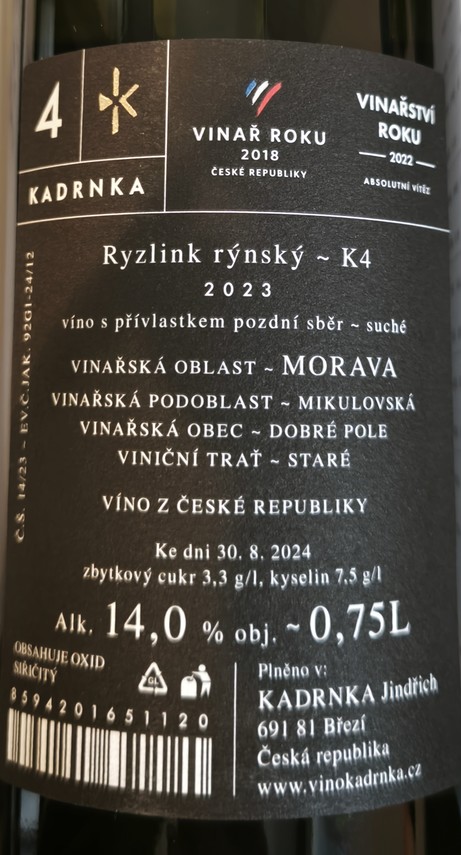 4
KADRNKA
VINAŘ ROKU
2018
ČESKÉ REPUBLIKY
VINAŘSTVÍ
ROKU
2022
ABSOLUTNÍ VÍTĚZ
Ryzlink rýnský ~ K4
2023
víno s přívlastkem pozdní sběr ~ suché
VINAŘSKÁ OBLAST ~ MORAVA
VINAŘSKÁ PODOBLAST ~ MIKULOVSKÁ
VINAŘSKÁ OBEC ~ DOBRÉ POLE
VINIČNÍ TRAŤ ~ STARÉ
VÍNO Z ČESKÉ REPUBLIKY
Č.Š. 14/23 ~ EV.Č.JAK. 92G1-24/12
Ke dni 30. 8. 2024
zbytkový cukr 3,3 g/l, kyselin 7,5 g/l
Alk. 14,0 % obj. ~ 0,75L
OBSAHUJE OXID
SIŘIČITÝ
GL
8594201651120
Plněno v:
KADRNKA Jindřich
691 81 Březí
Česká republika
www.vinokadrnka.cz